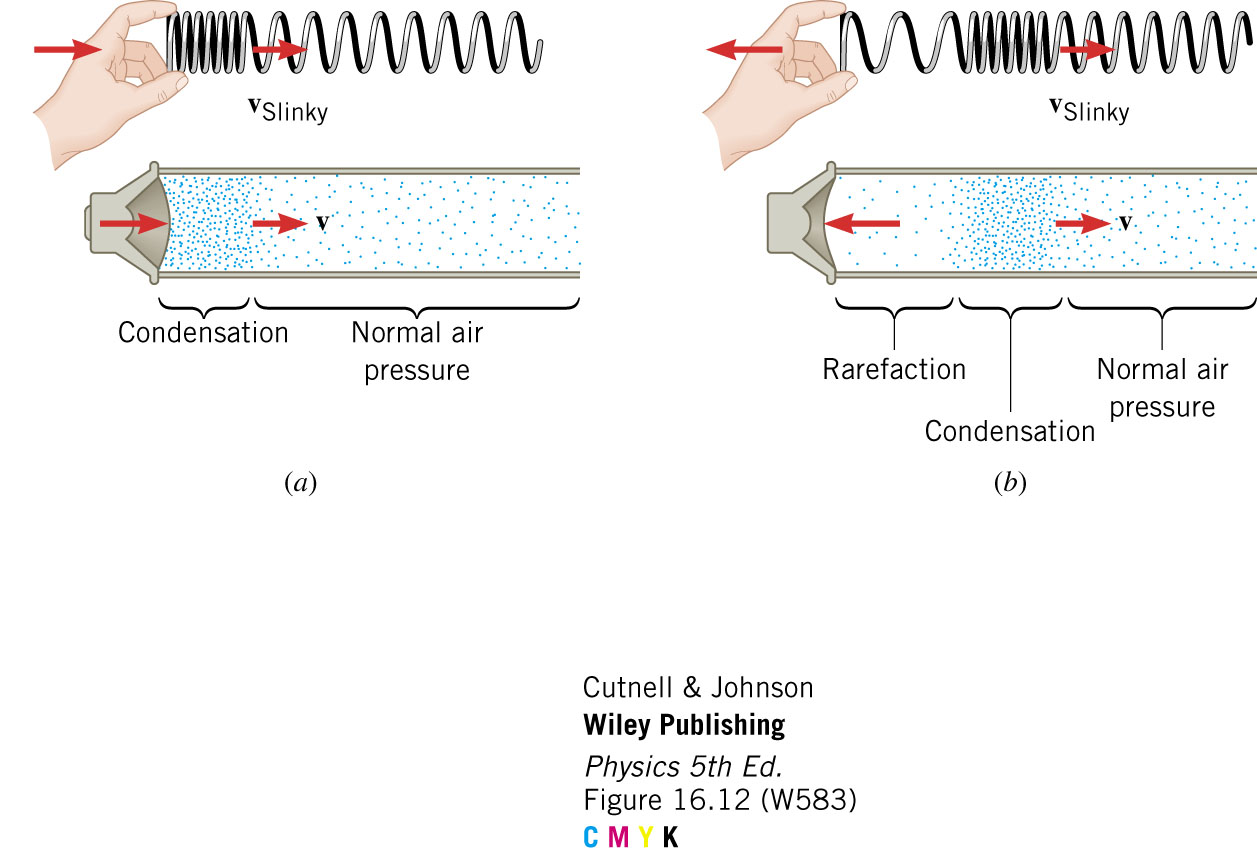 vSlinky
vSlinky
v
v
Condensation
Normal air
pressure
Rarefaction
Condensation
Normal air
pressure
(a)
(b)
Cutnell & Johnson
Wiley Publishing
Physics 5th Ed.
Figure 16.12 (W583)
C M Y K